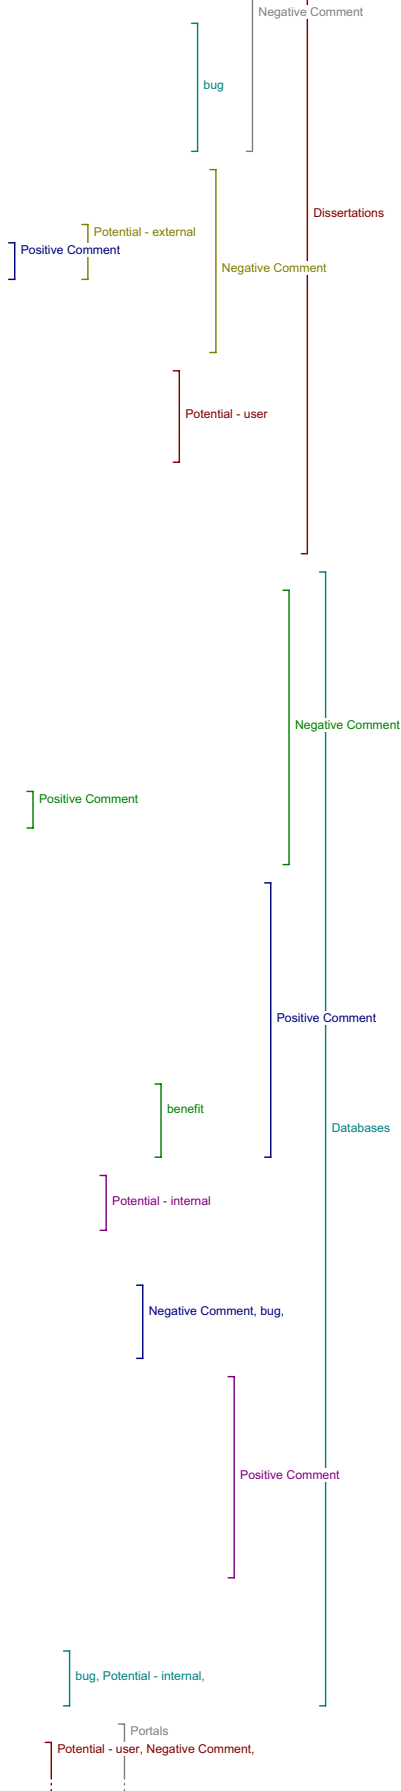 Negative Comment
bug
Dissertations
Potential - external
Positive Comment
Negative Comment
Potential - user
Negative Comment
Positive Comment
Positive Comment
benefit
Databases
Potential - internal
Negative Comment, bug,
Positive Comment
bug, Potential - internal,
Portals
Potential - user, Negative Comment,